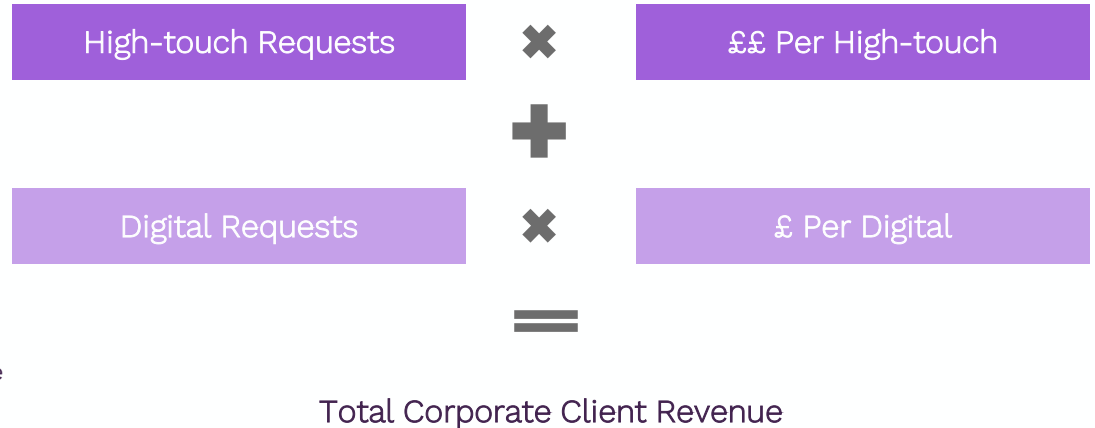 High-touch Requests ✖ ££ Per High-touch
✚
Digital Requests ✖ £ Per Digital
=
e
Total Corporate Client Revenue